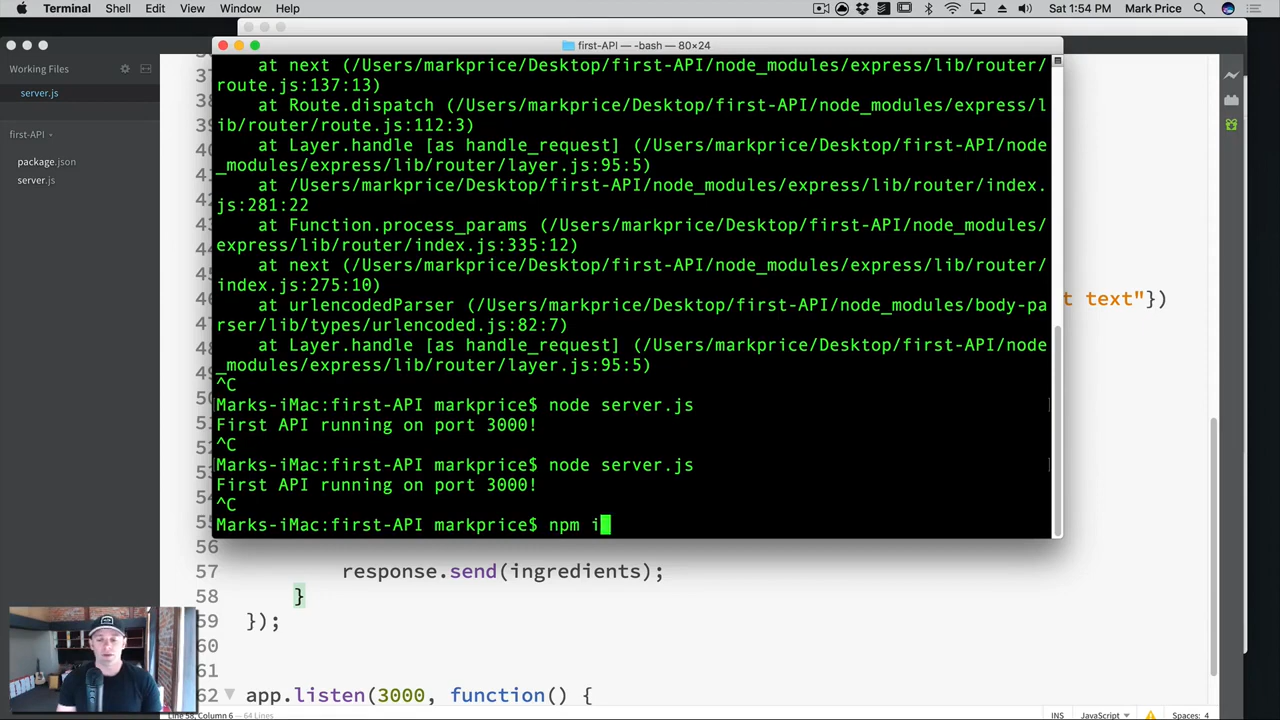 Terminal Shell Edit View Window Help Sat 1:54 PM Mark Price
first-API — -bash — 80×24
Working Files
server.js
first-API
package.json
server.js
at next (/Users/markprice/Desktop/first-API/node_modules/express/lib/router/
route.js:137:13)
at Route.dispatch (/Users/markprice/Desktop/first-API/node_modules/express/l
ib/router/route.js:112:3)
at Layer.handle [as handle_request] (/Users/markprice/Desktop/first-API/node
_modules/express/lib/router/layer.js:95:5)
at /Users/markprice/Desktop/first-API/node_modules/express/lib/router/index.
js:281:22
at Function.process_params (/Users/markprice/Desktop/first-API/node_modules/
express/lib/router/index.js:335:12)
at next (/Users/markprice/Desktop/first-API/node_modules/express/lib/router/
index.js:275:10)
at urlencodedParser (/Users/markprice/Desktop/first-API/node_modules/body-pa
rser/lib/types/urlencoded.js:82:7)
at Layer.handle [as handle_request] (/Users/markprice/Desktop/first-API/node
_modules/express/lib/router/layer.js:95:5)
^C
Marks-iMac:first-API markprice$ node server.js
First API running on port 3000!
^C
Marks-iMac:first-API markprice$ node server.js
First API running on port 3000!
^C
Marks-iMac:first-API markprice$ npm i
t text"})
56
57 response.send(ingredients);
58 }
59 });
60
61
62 app.listen(3000, function() {
Line 58, Column 6 — 64 Lines INS JavaScript Spaces: 4